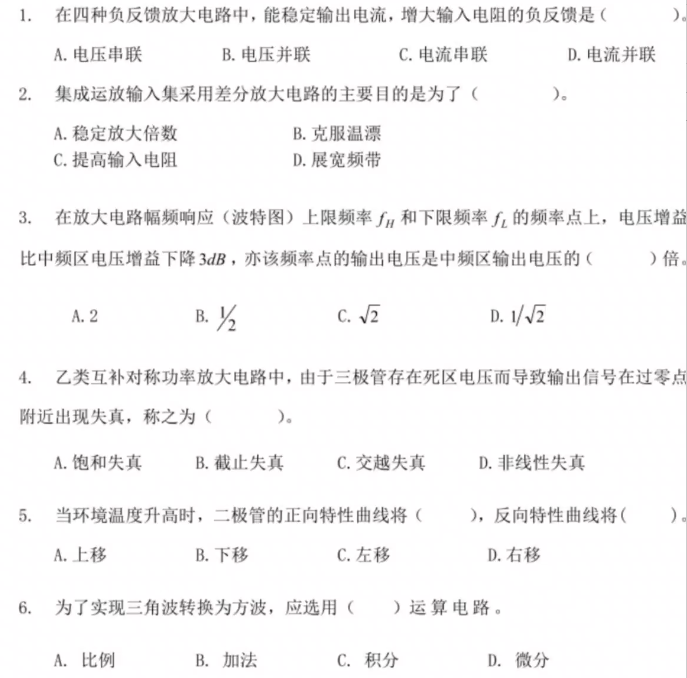 1. 在四种负反馈放大电路中，能稳定输出电流，增大输入电阻的负反馈是（ ）。
A. 电压串联 B. 电压并联 C. 电流串联 D. 电流并联
2. 集成运放输入集采用差分放大电路的主要目的是为了（ ）。
A. 稳定放大倍数 B. 克服温漂
C. 提高输入电阻 D. 展宽频带
3. 在放大电路幅频响应（波特图）上限频率 f_H 和下限频率 f_L 的频率点上，电压增益
比中频区电压增益下降 3dB，亦该频率点的输出电压是中频区输出电压的（ ）倍。
A. 2 B. 1/2 C. √2 D. 1/√2
4. 乙类互补对称功率放大电路中，由于三极管存在死区电压而导致输出信号在过零点
附近出现失真，称之为（ ）。
A. 饱和失真 B. 截止失真 C. 交越失真 D. 非线性失真
5. 当环境温度升高时，二极管的正向特性曲线将（ ），反向特性曲线将( )。
A. 上移 B. 下移 C. 左移 D. 右移
6. 为了实现三角波转换为方波，应选用（ ）运算电路。
A. 比例 B. 加法 C. 积分 D. 微分